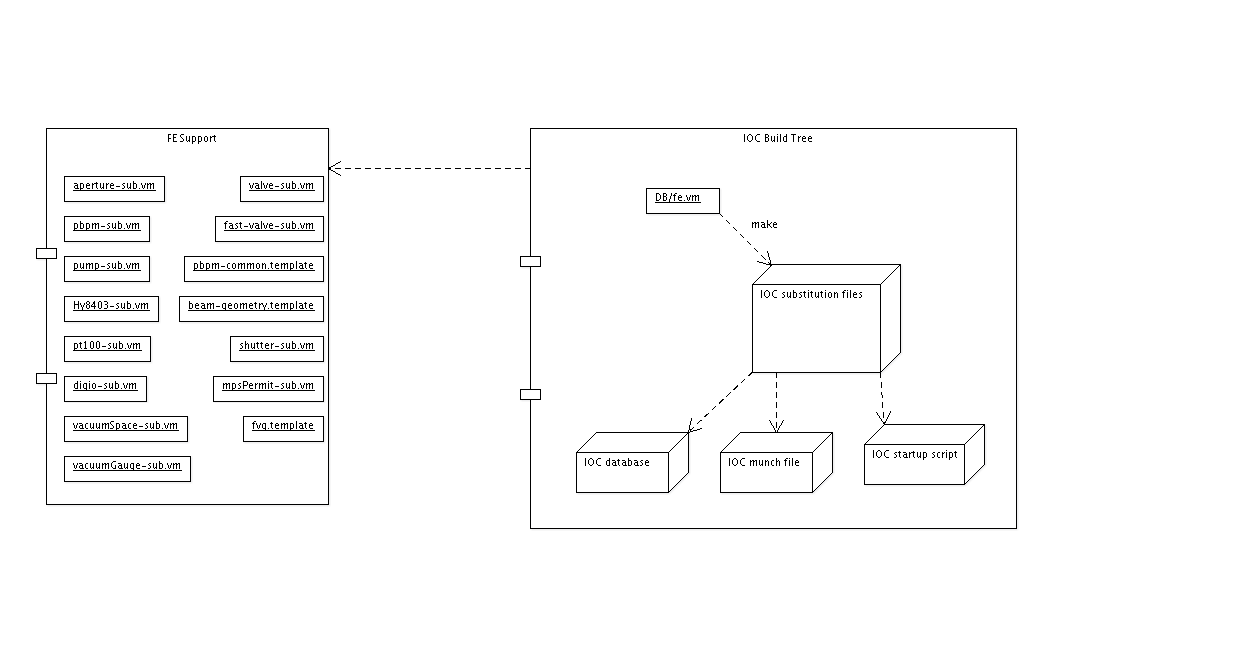 FE Support
aperture-sub.vm
valve-sub.vm
pbpm-sub.vm
fast-valve-sub.vm
pump-sub.vm
pbpm-common.template
Hy8403-sub.vm
beam-geometry.template
pt100-sub.vm
shutter-sub.vm
digio-sub.vm
mpsPermit-sub.vm
vacuumSpace-sub.vm
fvg.template
vacuumGauge-sub.vm
IOC Build Tree
DB/fe.vm
make
IOC substitution files
IOC database
IOC munch file
IOC startup script